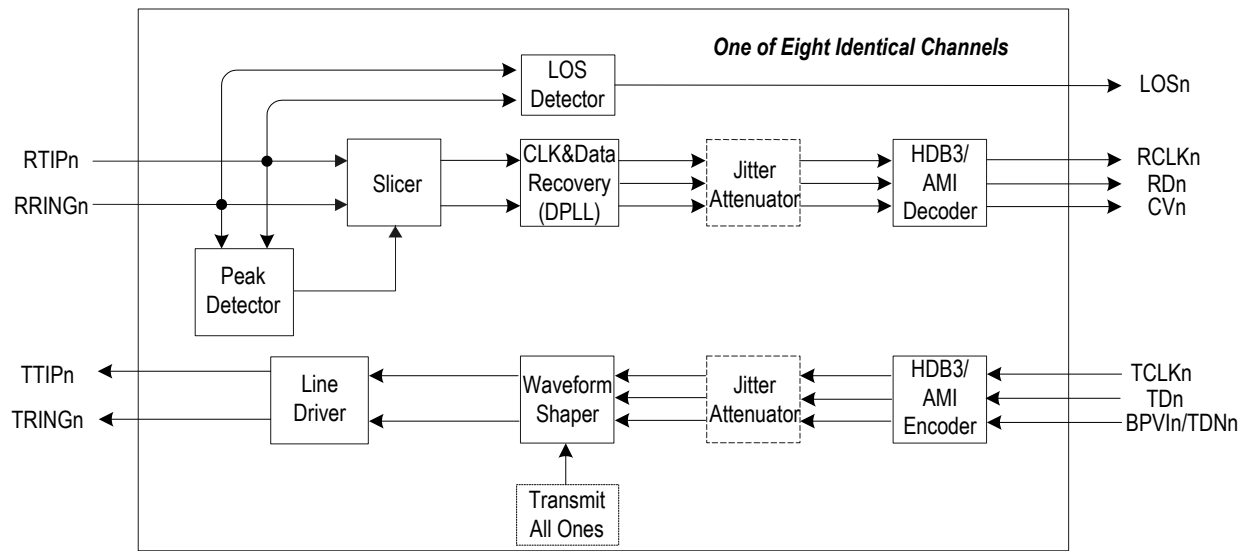 One of Eight Identical Channels
LOS
Detector
LOSn
RTIPn
RRINGn
Slicer
CLK&Data
Recovery
(DPLL)
Jitter
Attenuator
HDB3/
AMI
Decoder
RCLKn
RDn
CVn
Peak
Detector
TTIPn
TRINGn
Line
Driver
Waveform
Shaper
Jitter
Attenuator
HDB3/
AMI
Encoder
TCLKn
TDn
BPVIn/TDNn
Transmit
All Ones